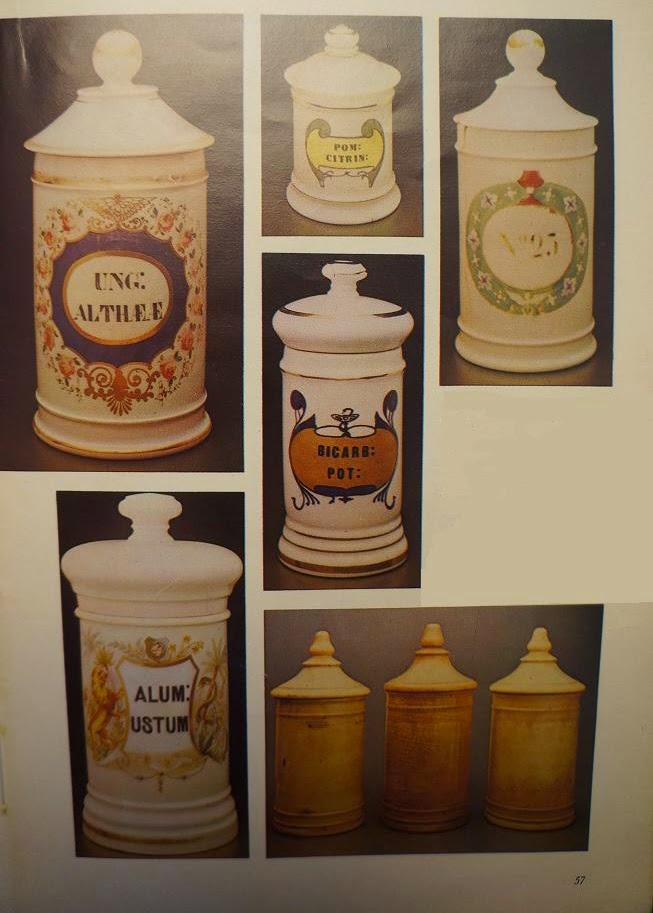 UNG:
ALTHÆÆ
POM:
CITRIN:
Nº 25
BICARB:
POT:
ALUM:
USTUM
57